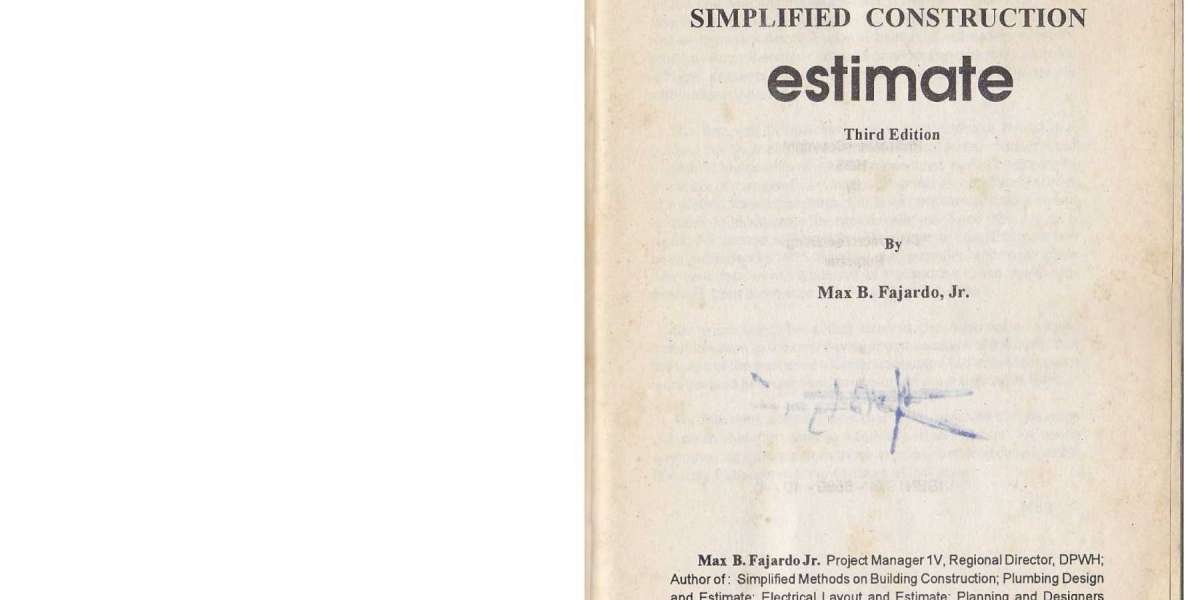 SIMPLIFIED CONSTRUCTION
estimate
Third Edition
By
Max B. Fajardo, Jr.
Max B. Fajardo Jr. Project Manager 1V, Regional Director, DPWH;
Author of : Simplified Methods on Building Construction; Plumbing Design
and Estimate; Electrical Layout and Estimate; Planning and Designers